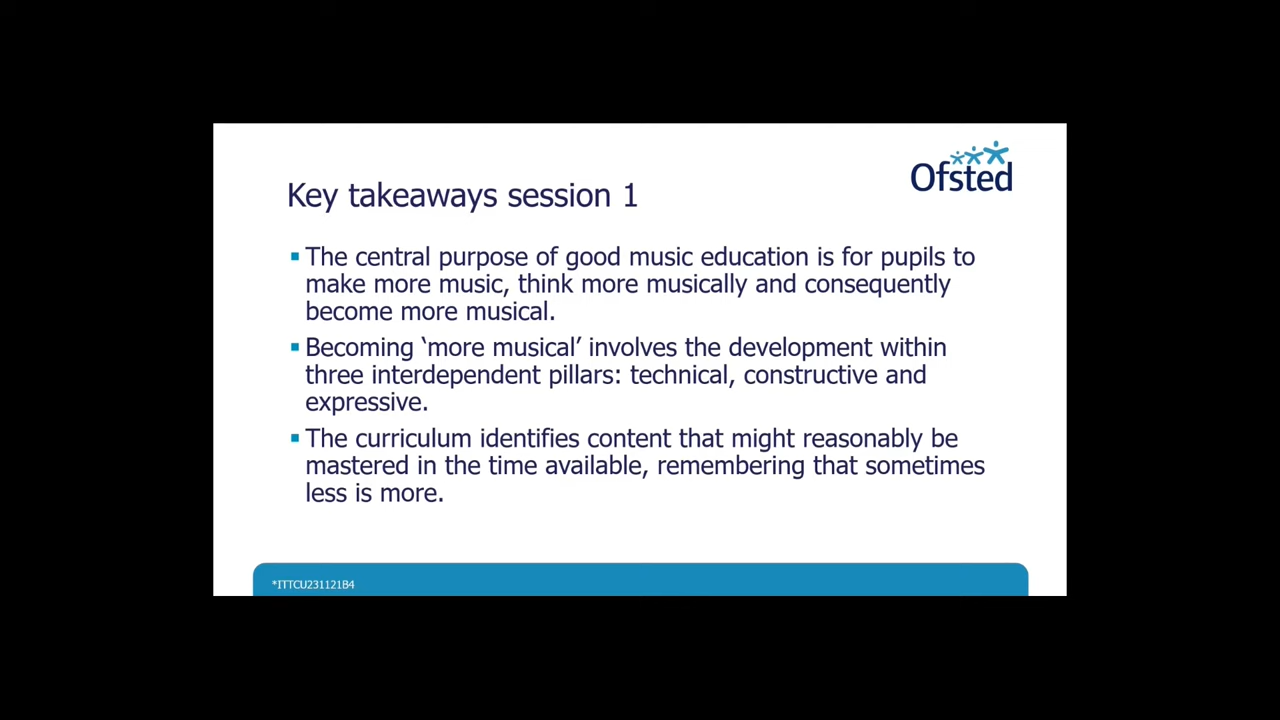 Ofsted
Key takeaways session 1
▪ The central purpose of good music education is for pupils to
make more music, think more musically and consequently
become more musical.
▪ Becoming ‘more musical’ involves the development within
three interdependent pillars: technical, constructive and
expressive.
▪ The curriculum identifies content that might reasonably be
mastered in the time available, remembering that sometimes
less is more.
*ITTCU231121B4